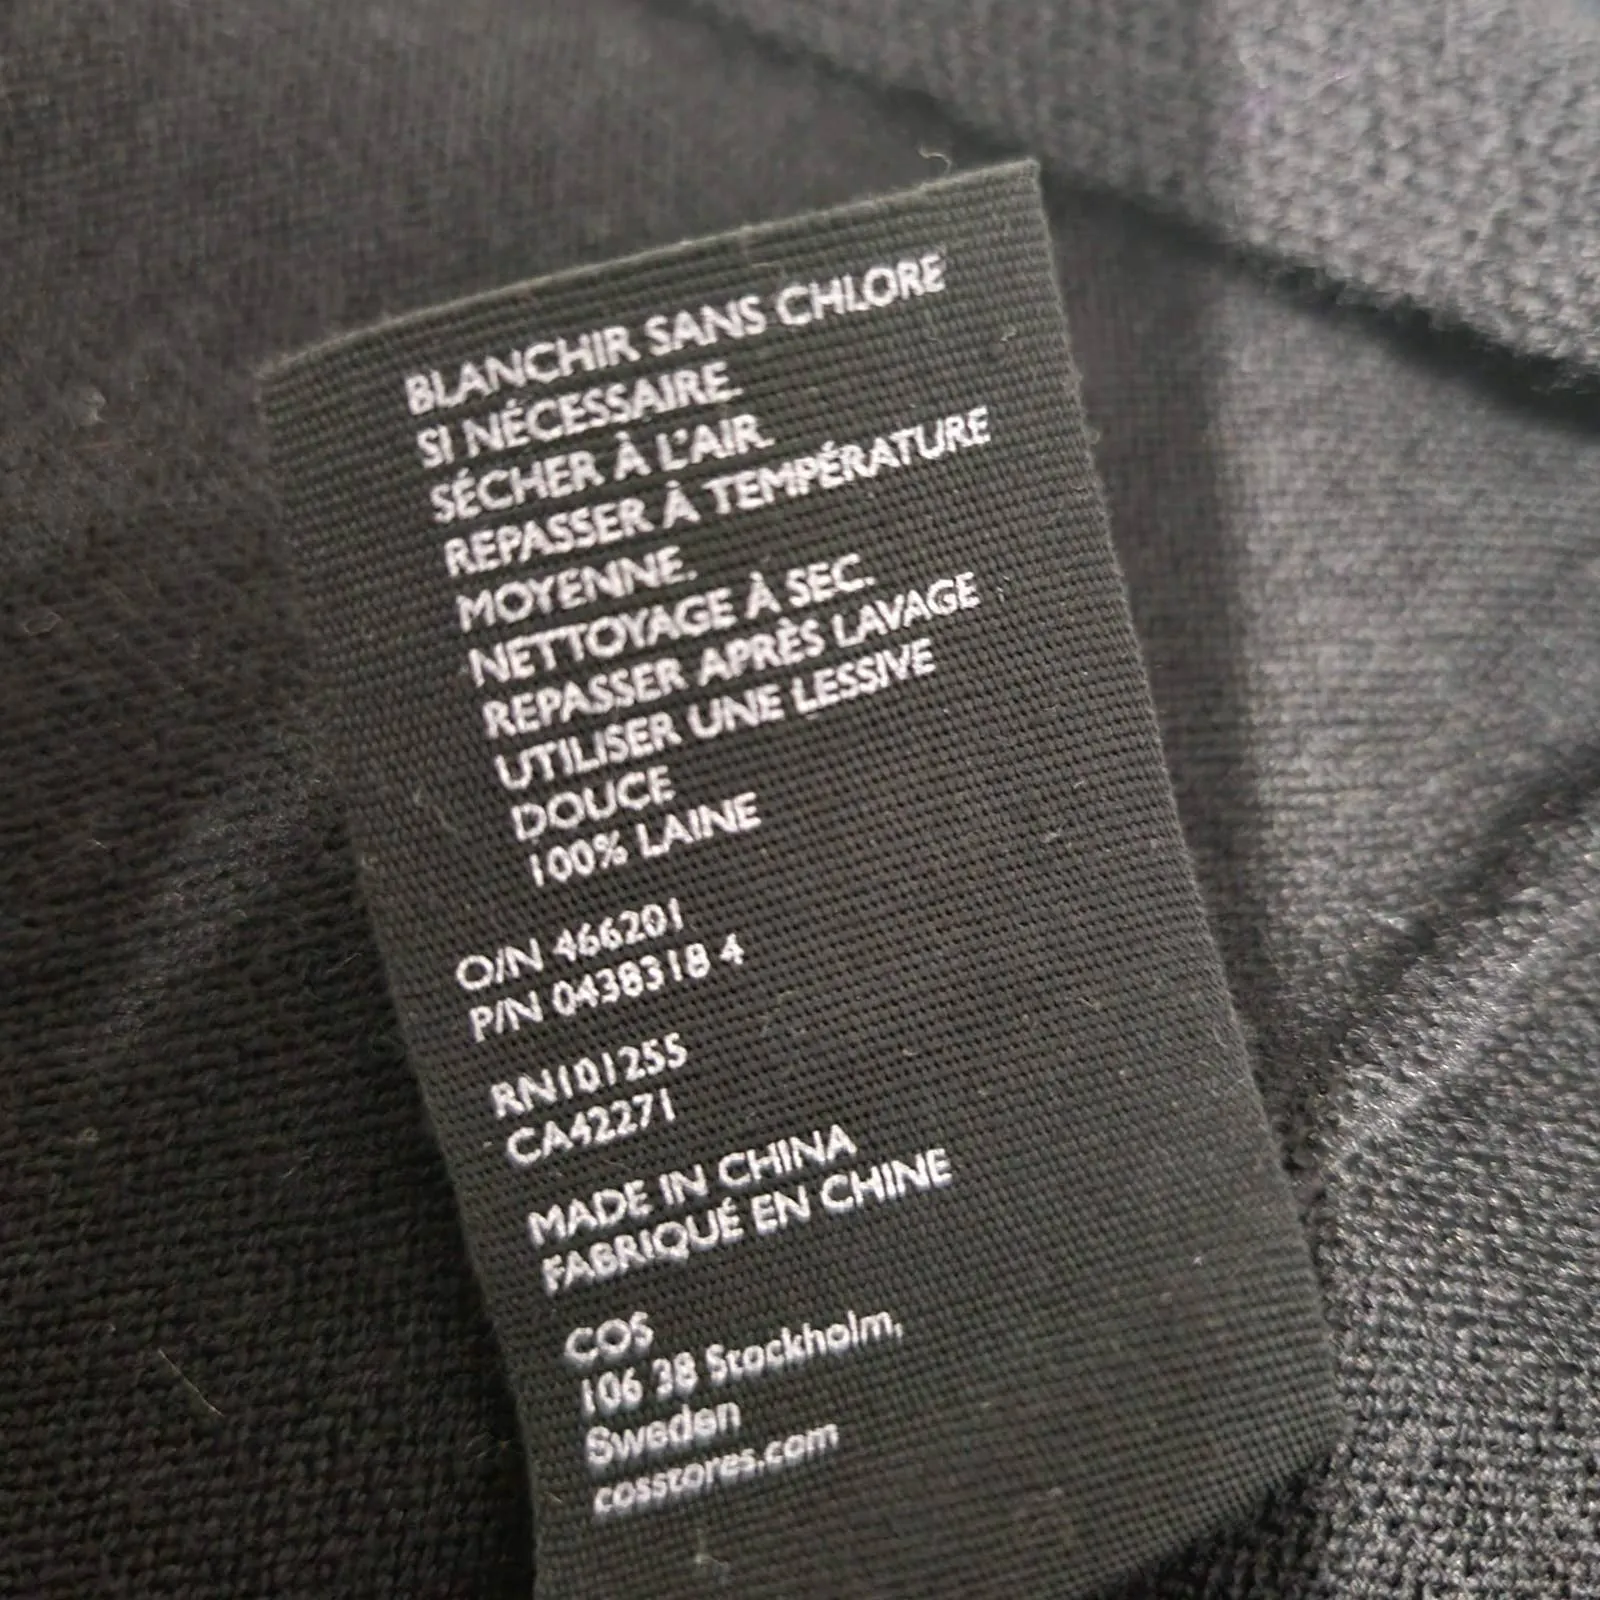 BLANCHIR SANS CHLORE
SI NÉCESSAIRE
SÉCHER À L'AIR
REPASSER À TEMPÉRATURE
MOYENNE.
NETTOYAGE À SEC.
REPASSER APRÈS LAVAGE
UTILISER UNE LESSIVE
DOUCE
100% LAINE
O/N 466201
P/N 0438318 4
RN101255
CA42271
MADE IN CHINA
FABRIQUÉ EN CHINE
COS
106 38 Stockholm,
Sweden
cosstores.com